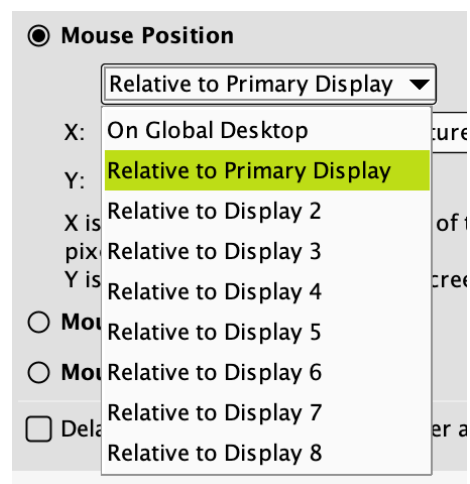 Mouse Position
Relative to Primary Display
X:
On Global Desktop
Y:
Relative to Primary Display
Relative to Display 2
X is
of
Relative to Display 3
Y is
Relative to Display 4
Relative to Display 5
Relative to Display 6
Relative to Display 7
Relative to Display 8